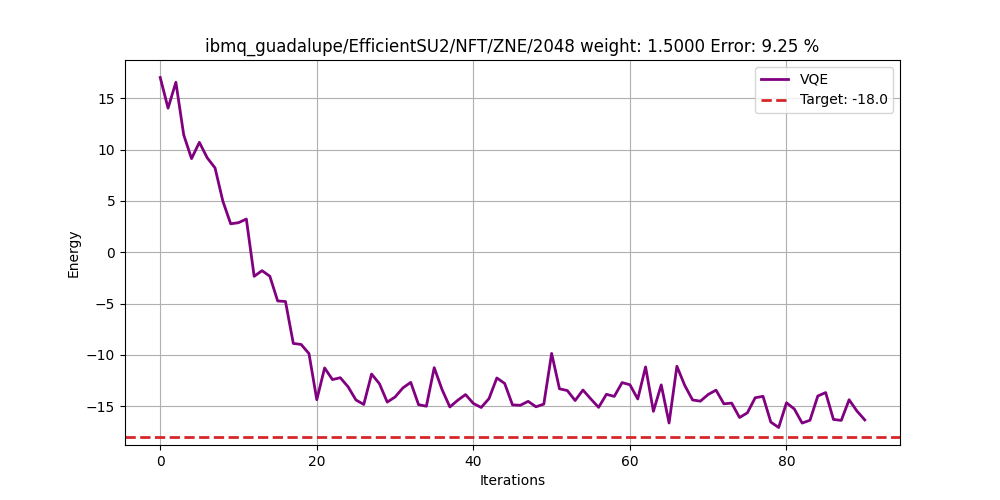 ibmq_guadalupe/EfficientSU2/NFT/ZNE/2048 weight: 1.5000 Error: 9.25 %
VQE
Target: -18.0
15
10
5
0
−5
−10
−15
Energy
0 20 40 60 80
Iterations